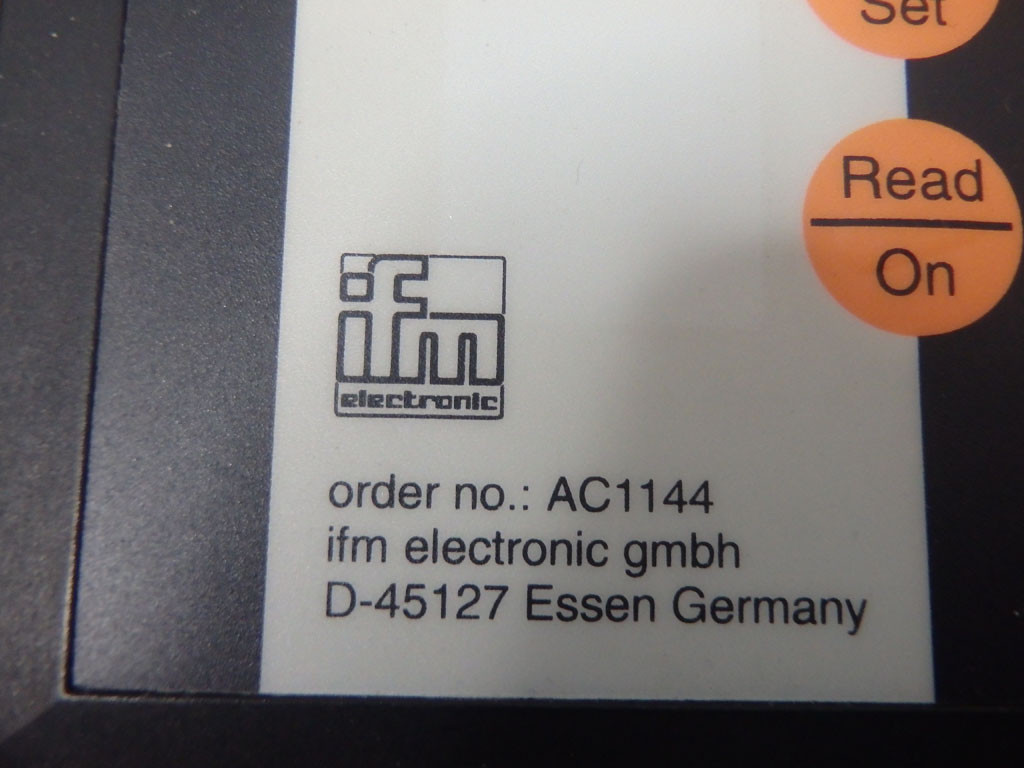 Set
Read
On
ifm
electronic
order no.: AC1144
ifm electronic gmbh
D-45127 Essen Germany